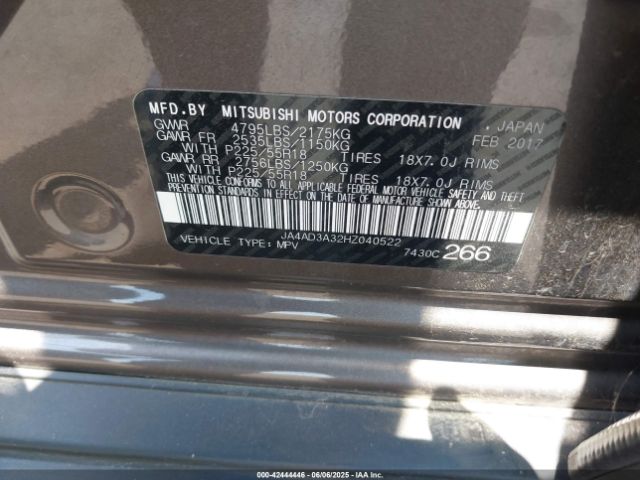 MFD.BY MITSUBISHI MOTORS CORPORATION . JAPAN
GVWR 4795LBS/2175KG FEB 2017
GAWR FR 2535LBS/1150KG
WITH P225/55R18 TIRES 18X7.0J RIMS
GAWR RR 2756LBS/1250KG
WITH P225/55R18 TIRES 18X7.0J RIMS
THIS VEHICLE CONFORMS TO ALL APPLICABLE FEDERAL MOTOR VEHICLE SAFETY AND
THEFT PREVENTION STANDARDS IN EFFECT ON THE DATE OF MANUFACTURE SHOWN ABOVE.
JA4AD3A32HZ040522
VEHICLE TYPE: MPV 7430C 266
000-42444446 - 06/06/2025 - IAAI.com